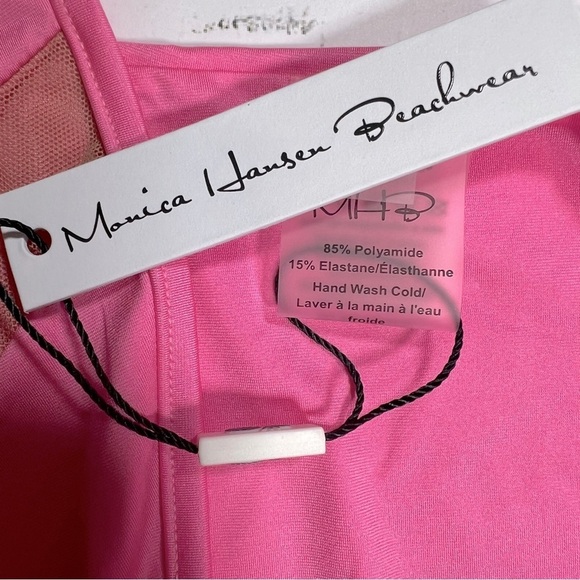 Monica Hansen Beachwear
MHB
85% Polyamide
15% Elastane/Élasthanne
Hand Wash Cold/
Laver à la main à l'eau
froide